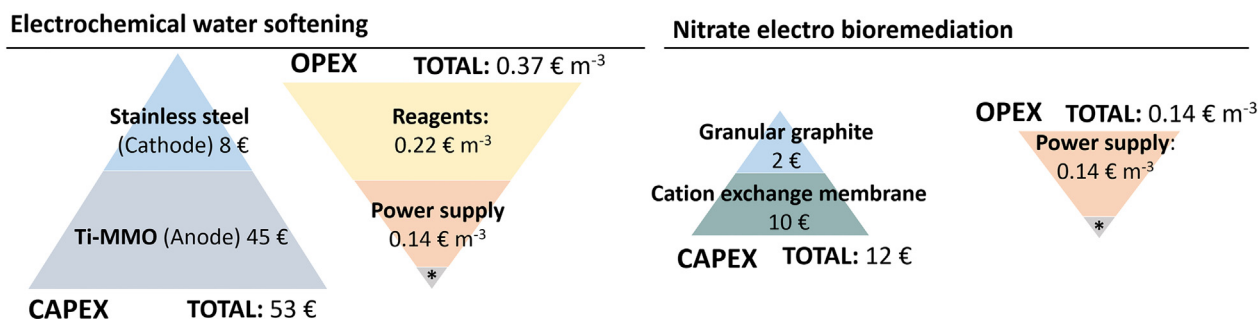 Electrochemical water softening
OPEX TOTAL: 0.37 € m-3
Stainless steel
(Cathode) 8 €
Reagents:
0.22 € m-3
Ti-MMO (Anode) 45 €
Power supply
0.14 € m-3
*
CAPEX TOTAL: 53 €
Nitrate electro bioremediation
Granular graphite
2 €
Cation exchange membrane
10 €
CAPEX TOTAL: 12 €
OPEX TOTAL: 0.14 € m-3
Power supply:
0.14 € m-3
*